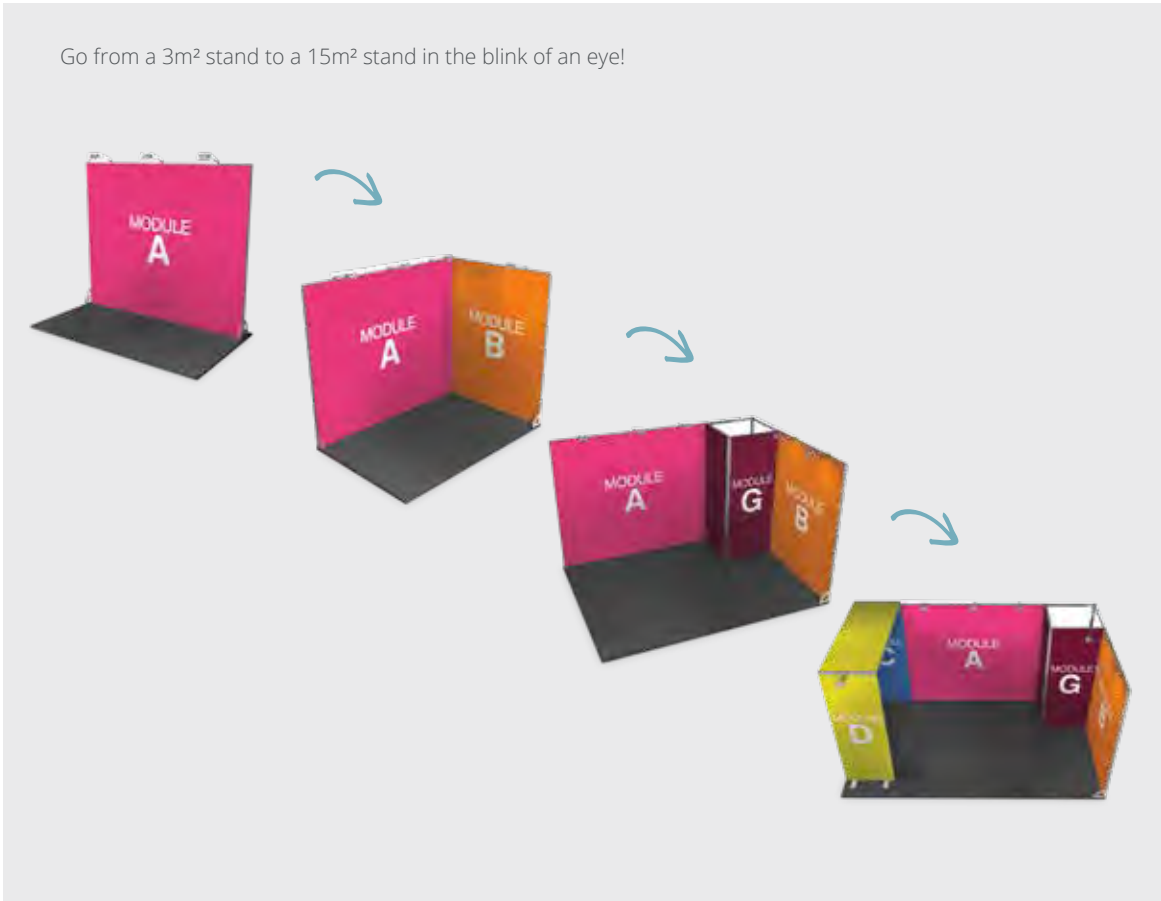 Go from a 3m² stand to a 15m² stand in the blink of an eye!
MODULE
A
MODULE
A
MODULE
B
MODULE
A
MODULE
G
MODULE
B
MODULE
A
MODULE
G
MODULE
D